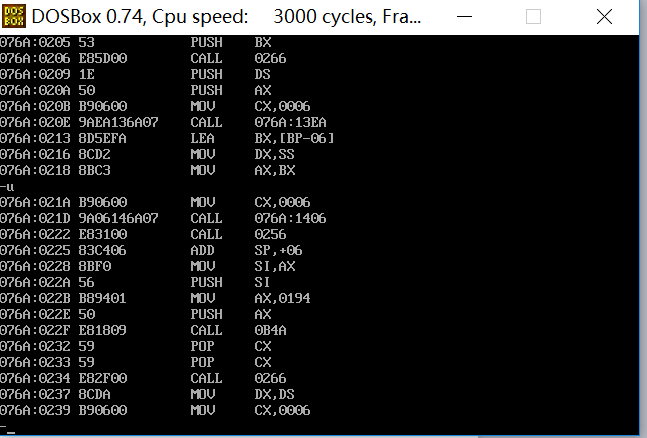 DOS BOX DOSBox 0.74, Cpu speed: 3000 cycles, Fra...
076A:0205 53 PUSH BX
076A:0206 E85D00 CALL 0266
076A:0209 1E PUSH DS
076A:020A 50 PUSH AX
076A:020B B90600 MOV CX,0006
076A:020E 9AEA136A07 CALL 076A:13EA
076A:0213 8D5EFA LEA BX,[BP-06]
076A:0216 8CD2 MOV DX,SS
076A:0218 8BC3 MOV AX,BX
-u
076A:021A B90600 MOV CX,0006
076A:021D 9A06146A07 CALL 076A:1406
076A:0222 E83100 CALL 0256
076A:0225 83C406 ADD SP,+06
076A:0228 8BF0 MOV SI,AX
076A:022A 56 PUSH SI
076A:022B B89401 MOV AX,0194
076A:022E 50 PUSH AX
076A:022F E81809 CALL 0B4A
076A:0232 59 POP CX
076A:0233 59 POP CX
076A:0234 E82F00 CALL 0266
076A:0237 8CDA MOV DX,DS
076A:0239 B90600 MOV CX,0006
-_